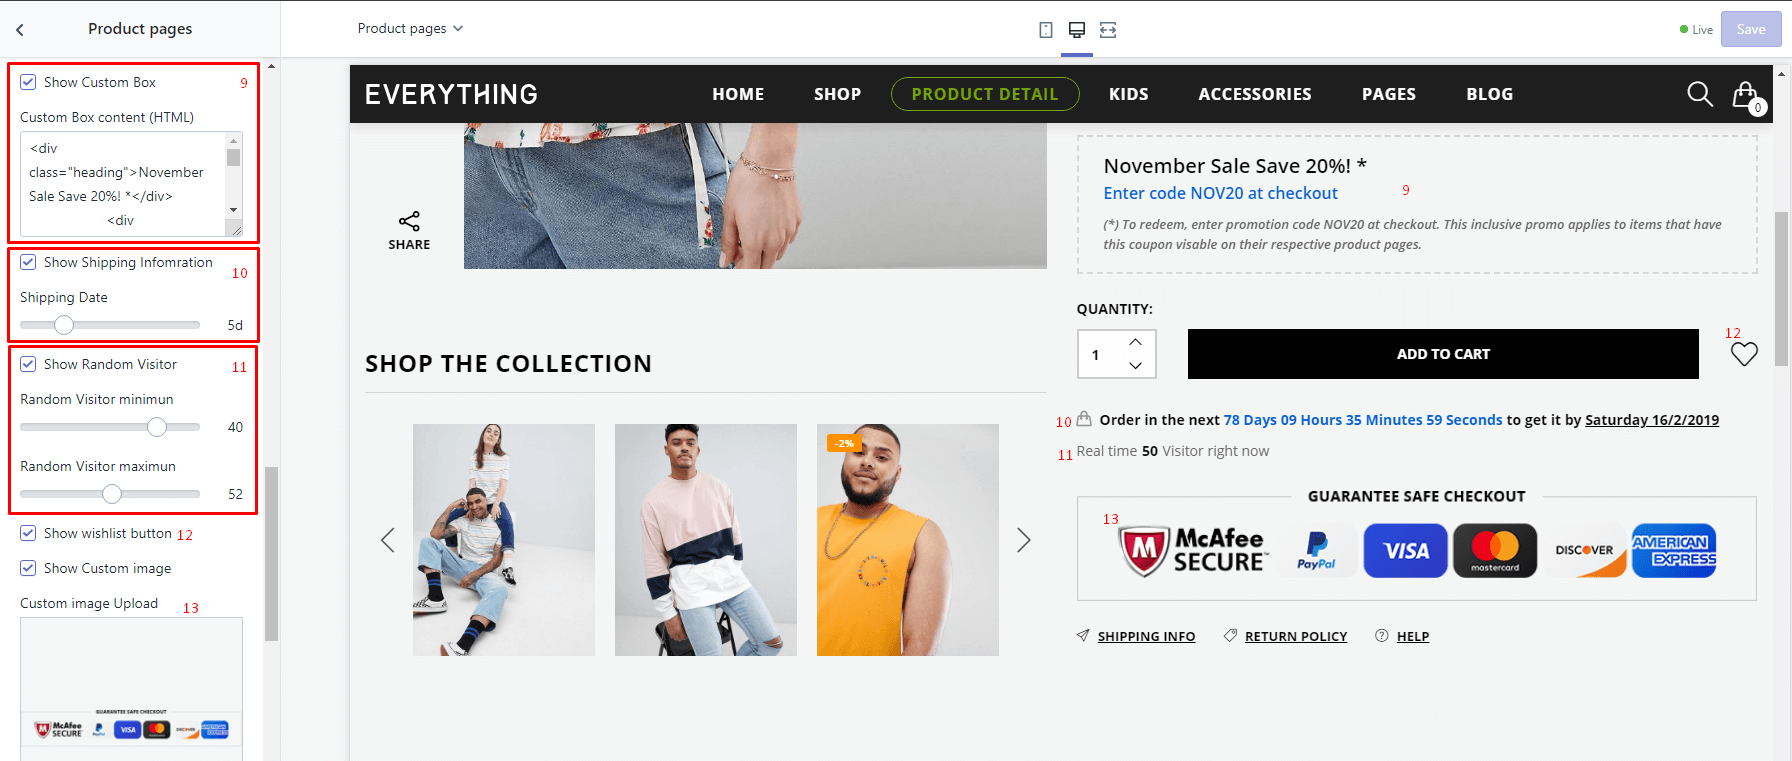 Product pages
Product pages
Live
Save
Show Custom Box
9
Custom Box content (HTML)
<div
class="heading">November
Sale Save 20%! *</div>
<div
Show Shipping Infomration
10
Shipping Date
5d
Show Random Visitor
11
Random Visitor minimun
40
Random Visitor maximun
52
Show wishlist button
12
Show Custom image
Custom image Upload
13
GUARANTEE SAFE CHECKOUT
McAfee
SECURE
PayPal
VISA
mastercard
DISCOVER
AMERICAN
EXPRESS
EVERYTHING
HOME
SHOP
PRODUCT DETAIL
KIDS
ACCESSORIES
PAGES
BLOG
0
SHARE
SHOP THE COLLECTION
-2%
November Sale Save 20%! *
Enter code NOV20 at checkout
9
(*) To redeem, enter promotion code NOV20 at checkout. This inclusive promo applies to items that have
this coupon visable on their respective product pages.
QUANTITY:
1
ADD TO CART
12
10
Order in the next 78 Days 09 Hours 35 Minutes 59 Seconds to get it by Saturday 16/2/2019
11
Real time 50 Visitor right now
GUARANTEE SAFE CHECKOUT
13
McAfee
SECURE™
PayPal
VISA
mastercard
DISCOVER
AMERICAN
EXPRESS
SHIPPING INFO
RETURN POLICY
HELP